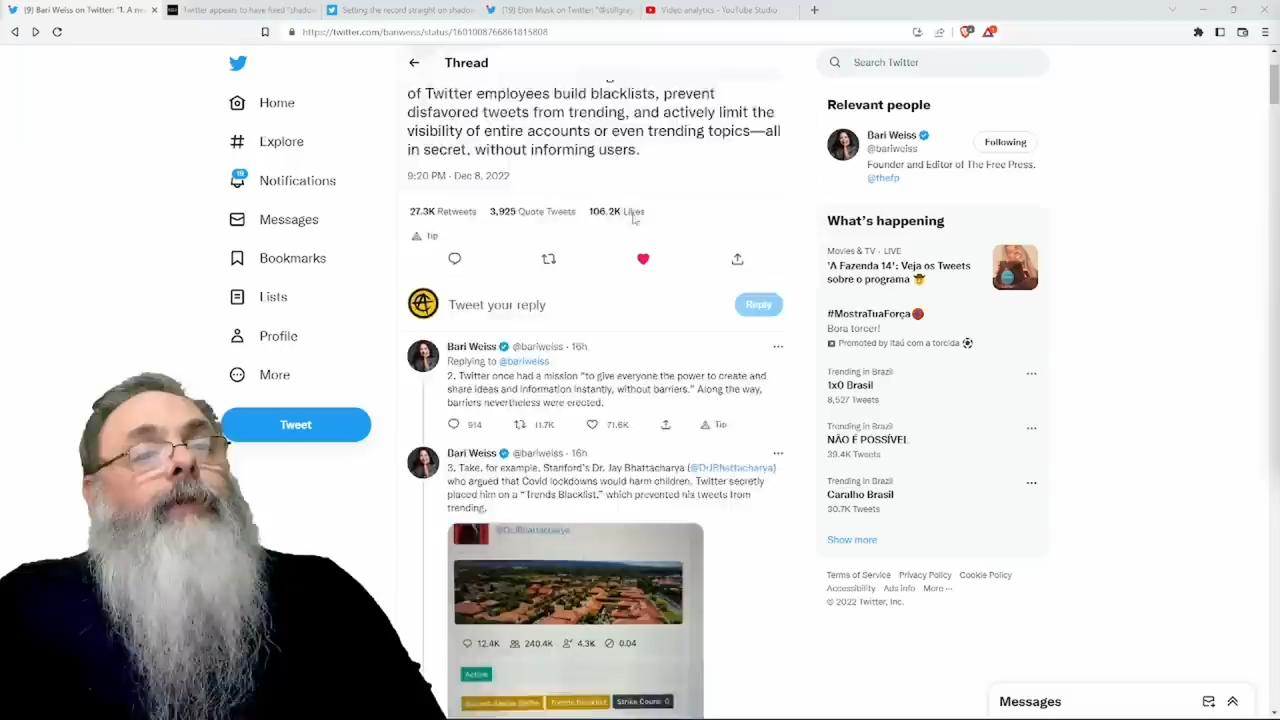 (9) Bari Weiss on Twitter: "1. A ne
Twitter appears to have fixed "shado
Setting the record straight on shado
(19) Elon Musk on Twitter: "@stillgray
Video analytics - YouTube Studio
https://twitter.com/bariweiss/status/1601008766861815808
Thread
Search Twitter
Home
Explore
19
Notifications
Messages
Bookmarks
Lists
Profile
More
Tweet
of Twitter employees build blacklists, prevent
disfavored tweets from trending, and actively limit the
visibility of entire accounts or even trending topics—all
in secret, without informing users.
9:20 PM · Dec 8, 2022
27.3K Retweets 3,925 Quote Tweets 106.2K Likes
Tip
Tweet your reply
Reply
Bari Weiss @bariweiss · 16h
Replying to @bariweiss
2. Twitter once had a mission "to give everyone the power to create and
share ideas and information instantly, without barriers." Along the way,
barriers nevertheless were erected.
914 11.7K 71.6K Tip
Bari Weiss @bariweiss · 16h
3. Take, for example, Stanford's Dr. Jay Bhattacharya (@DrJBhattacharya)
who argued that Covid lockdowns would harm children. Twitter secretly
placed him on a "Trends Blacklist," which prevented his tweets from
trending.
@DrJBhattacharya
12.4K 240.4K 4.3K 0.04
Active
Trends Blacklist Strike Count: 0
Relevant people
Bari Weiss
@bariweiss
Following
Founder and Editor of The Free Press.
@thefp
What's happening
Movies & TV · LIVE
'A Fazenda 14': Veja os Tweets
sobre o programa 🤠
#MostraTuaForça
Bora torcer!
Promoted by Itaú com a torcida ⚽
Trending in Brazil
1x0 Brasil
8,527 Tweets
Trending in Brazil
NÃO É POSSÍVEL
39.4K Tweets
Trending in Brazil
Caralho Brasil
30.7K Tweets
Show more
Terms of Service Privacy Policy Cookie Policy
Accessibility Ads info More ···
© 2022 Twitter, Inc.
Messages